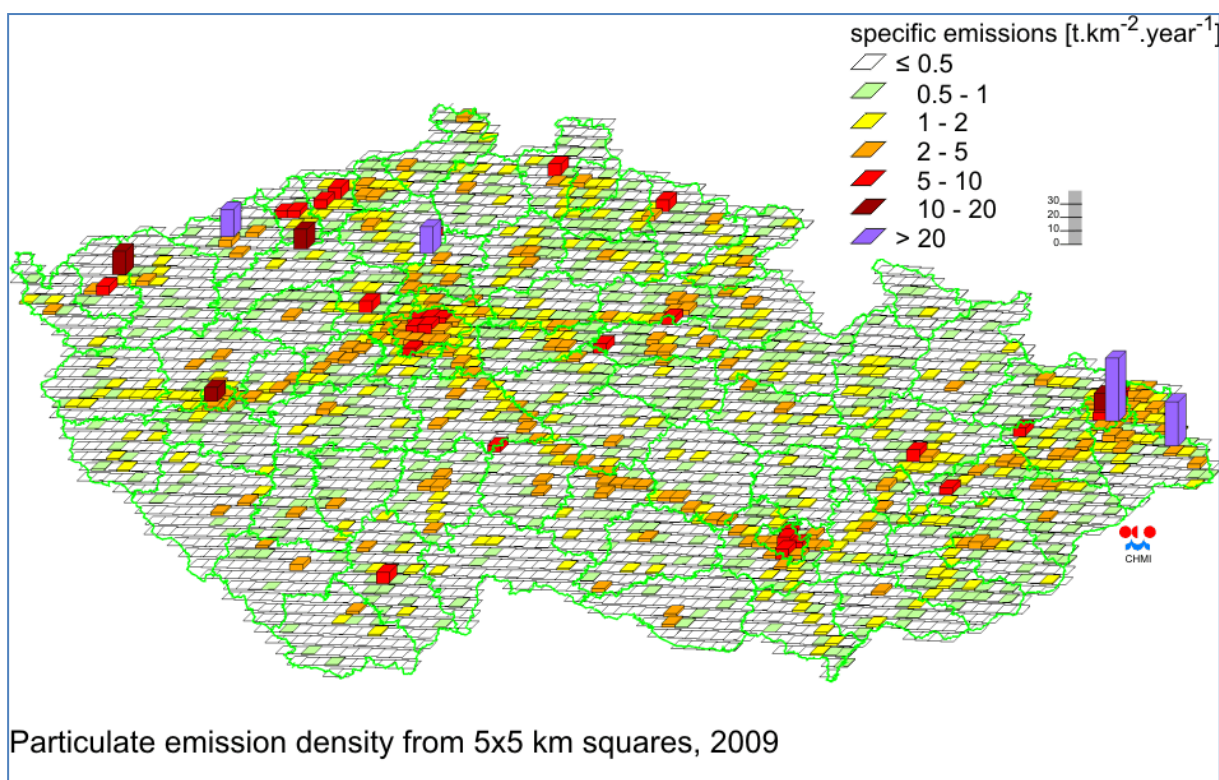 specific emissions [t.km⁻².year⁻¹]
≤ 0.5
0.5 - 1
1 - 2
2 - 5
5 - 10
10 - 20
> 20
30
20
10
0
CHMI
Particulate emission density from 5x5 km squares, 2009